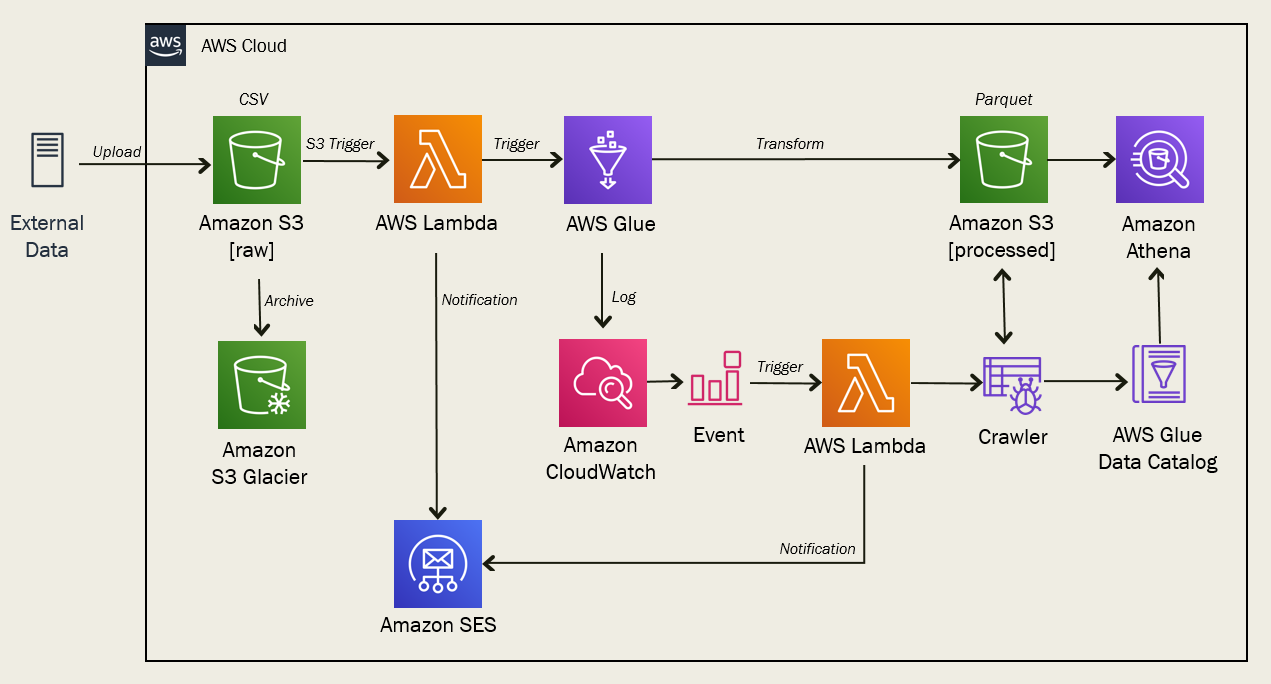 aws
AWS Cloud
CSV
Parquet
Upload
S3 Trigger
Trigger
Transform
External
Data
Amazon S3
[raw]
AWS Lambda
AWS Glue
Amazon S3
[processed]
Amazon
Athena
Archive
Notification
Log
Trigger
Amazon
S3 Glacier
Amazon
CloudWatch
Event
AWS Lambda
Crawler
AWS Glue
Data Catalog
Notification
Amazon SES